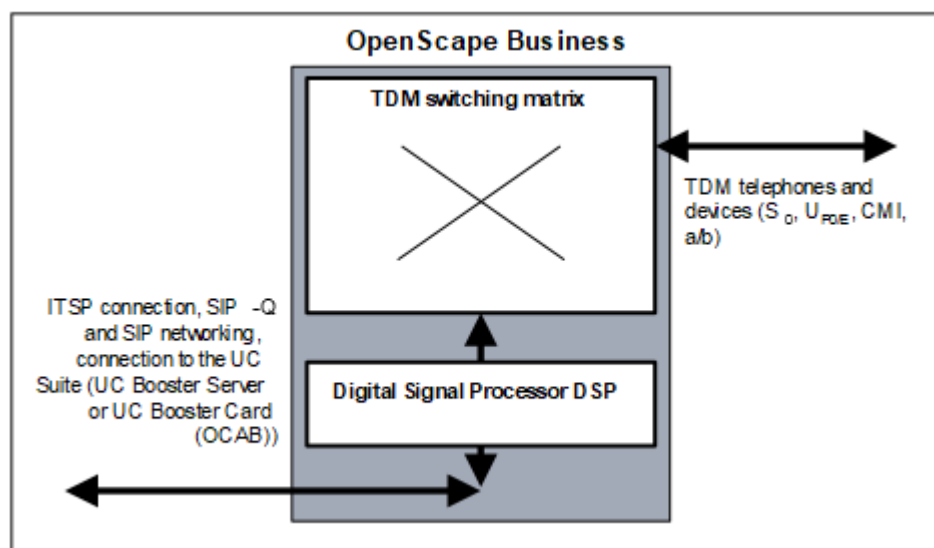 OpenScape Business
TDM switching matrix
TDM telephones and
devices (S₀, U_P0/E, CMI,
a/b)
ITSP connection, SIP -Q
and SIP networking,
connection to the UC
Suite (UC Booster Server
or UC Booster Card
(OCAB))
Digital Signal Processor DSP